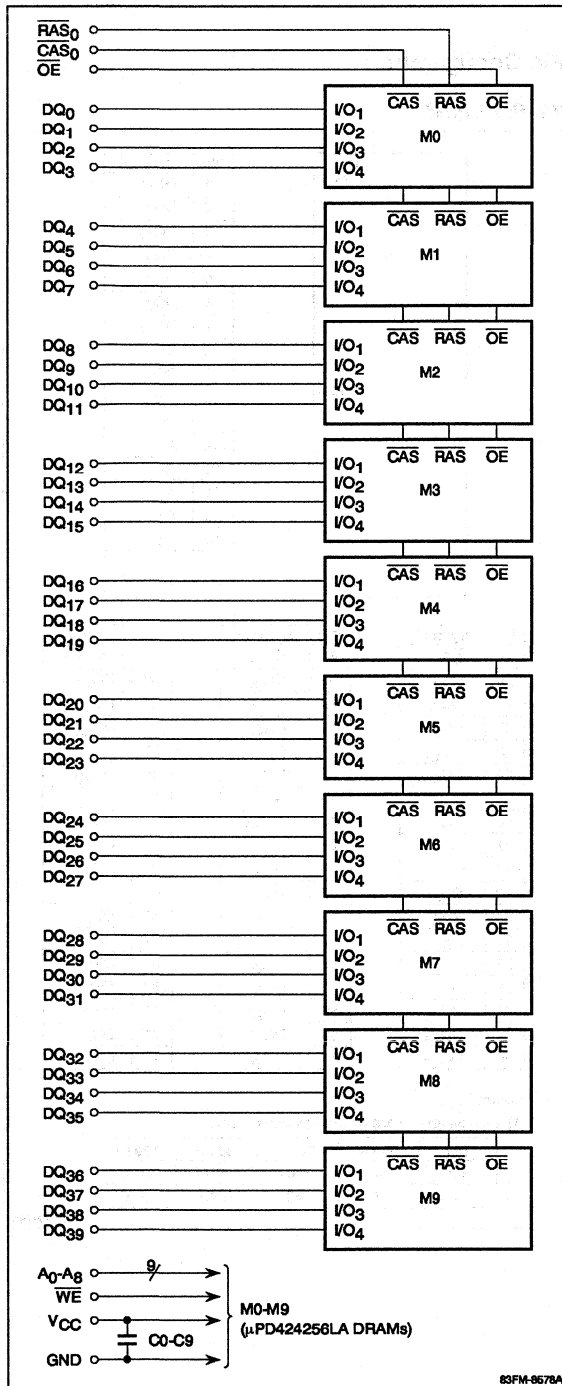 RAS0
CAS0
OE
CAS RAS OE
DQ0 I/O1
DQ1 I/O2 M0
DQ2 I/O3
DQ3 I/O4
CAS RAS OE
DQ4 I/O1
DQ5 I/O2 M1
DQ6 I/O3
DQ7 I/O4
CAS RAS OE
DQ8 I/O1
DQ9 I/O2 M2
DQ10 I/O3
DQ11 I/O4
CAS RAS OE
DQ12 I/O1
DQ13 I/O2 M3
DQ14 I/O3
DQ15 I/O4
CAS RAS OE
DQ16 I/O1
DQ17 I/O2 M4
DQ18 I/O3
DQ19 I/O4
CAS RAS OE
DQ20 I/O1
DQ21 I/O2 M5
DQ22 I/O3
DQ23 I/O4
CAS RAS OE
DQ24 I/O1
DQ25 I/O2 M6
DQ26 I/O3
DQ27 I/O4
CAS RAS OE
DQ28 I/O1
DQ29 I/O2 M7
DQ30 I/O3
DQ31 I/O4
CAS RAS OE
DQ32 I/O1
DQ33 I/O2 M8
DQ34 I/O3
DQ35 I/O4
CAS RAS OE
DQ36 I/O1
DQ37 I/O2 M9
DQ38 I/O3
DQ39 I/O4
A0-A8 9
WE
VCC
C0-C9
GND
M0-M9
(μPD424256LA DRAMs)
83FM-8578A